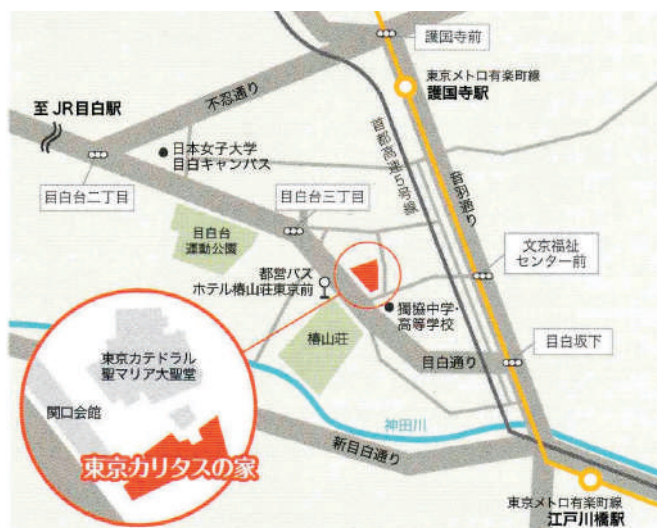 護国寺前
東京メトロ有楽町線
護国寺駅
不忍通り
至 JR目白駅
日本女子大学
目白キャンパス
首都高速5号線
音羽通り
目白台二丁目
目白台三丁目
目白台
運動公園
文京福祉
センター前
都営バス
ホテル椿山荘東京前
獨協中学・
高等学校
椿山荘
目白通り
目白坂下
東京カテドラル
聖マリア大聖堂
関口会館
東京カリタスの家
神田川
新目白通り
東京メトロ有楽町線
江戸川橋駅